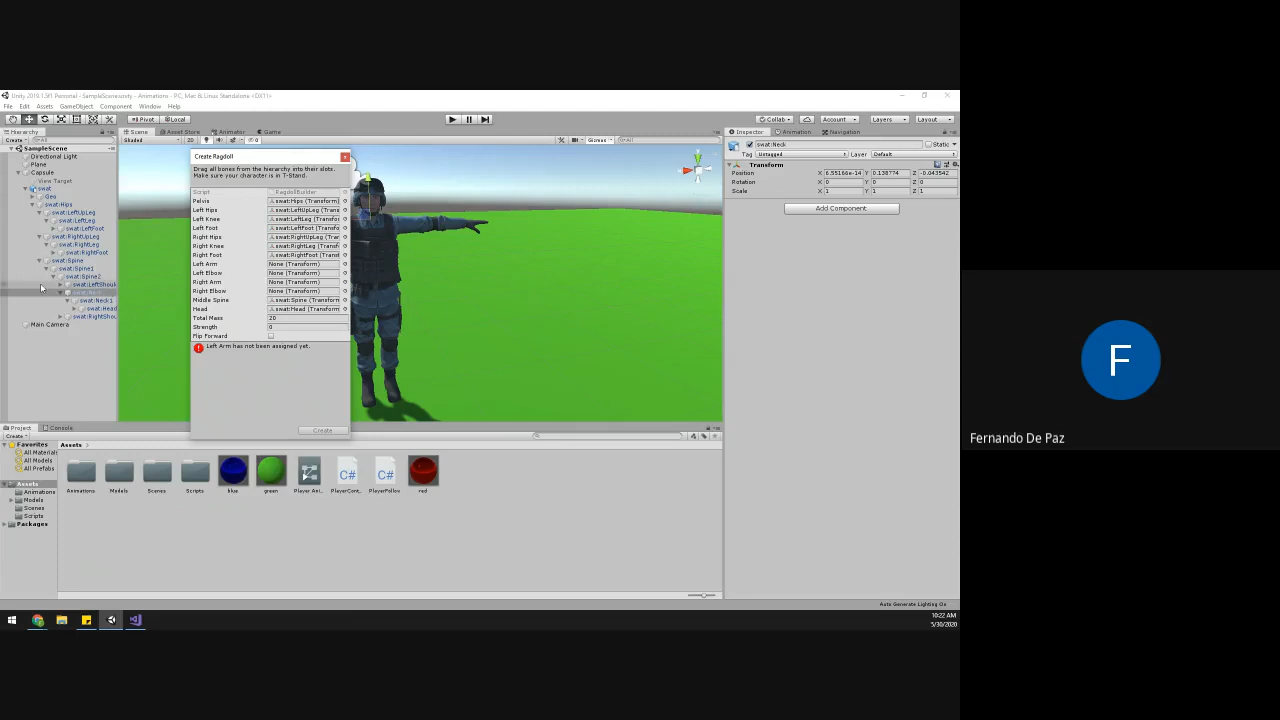 Unity 2019.1.9f1 Personal - SampleScene.unity - Animations - PC, Mac & Linux Standalone <DX11>
File Edit Assets GameObject Component Window Help
Pivot Local
Collab Account Layers Layout
Hierarchy
Create All
SampleScene
Directional Light
Plane
Capsule
View Target
swat
Geo
swat:Hips
swat:LeftUpLeg
swat:LeftLeg
swat:LeftFoot
swat:RightUpLeg
swat:RightLeg
swat:RightFoot
swat:Spine
swat:Spine1
swat:Spine2
swat:LeftShoul
swat:Neck1
swat:Head
swat:RightShou
Main Camera
Scene Asset Store Animator Game
Shaded 2D Gizmos All
Create Ragdoll
Drag all bones from the hierarchy into their slots.
Make sure your character is in T-Stand.
Script RagdollBuilder
Pelvis swat:Hips (Transform)
Left Hips swat:LeftUpLeg (Transf
Left Knee swat:LeftLeg (Transfor
Left Foot swat:LeftFoot (Transfo
Right Hips swat:RightUpLeg (Trans
Right Knee swat:RightLeg (Transfo
Right Foot swat:RightFoot (Transf
Left Arm None (Transform)
Left Elbow None (Transform)
Right Arm None (Transform)
Right Elbow None (Transform)
Middle Spine swat:Spine (Transform
Head swat:Head (Transform)
Total Mass 20
Strength 0
Flip Forward
Left Arm has not been assigned yet.
Create
Inspector Animation Navigation
swat:Neck Static
Tag Untagged Layer Default
Transform
Position X 6.55166e-14 Y 0.138774 Z -0.043542
Rotation X 0 Y 0 Z 0
Scale X 1 Y 1 Z 1
Add Component
Project Console
Create
Favorites
All Material
All Models
All Prefabs
Assets
Animations
Models
Scenes
Scripts
Packages
Assets
Animations Models Scenes Scripts blue green Player Ani... PlayerCont... PlayerFollow red
Auto Generate Lighting On
10:22 AM
5/30/2020
F
Fernando De Paz